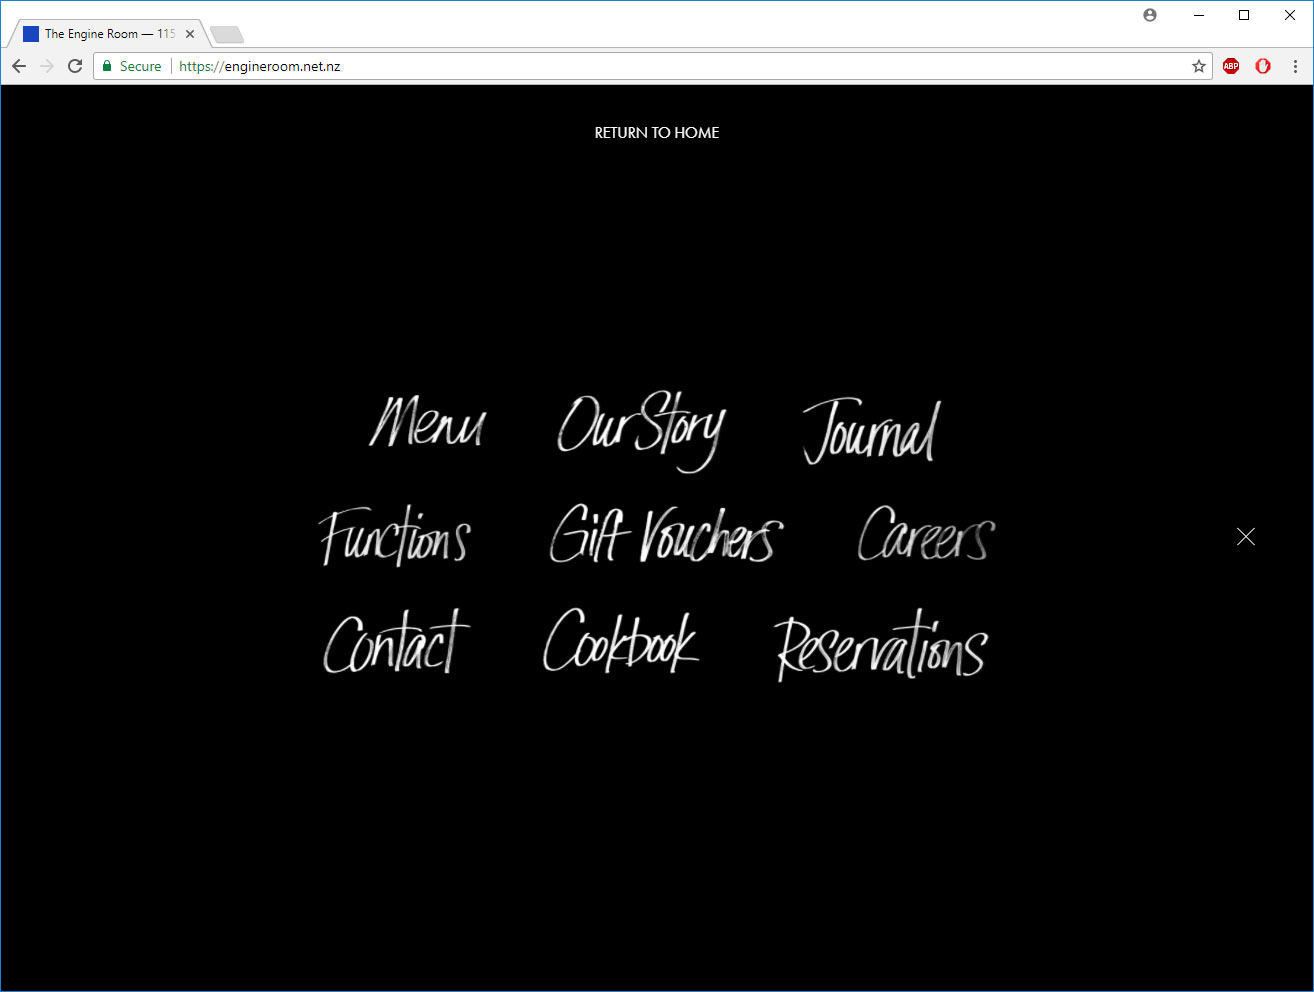 The Engine Room — 115
Secure https://engineroom.net.nz
ABP
RETURN TO HOME
Menu Our Story Journal
Functions Gift Vouchers Careers
Contact Cookbook Reservations